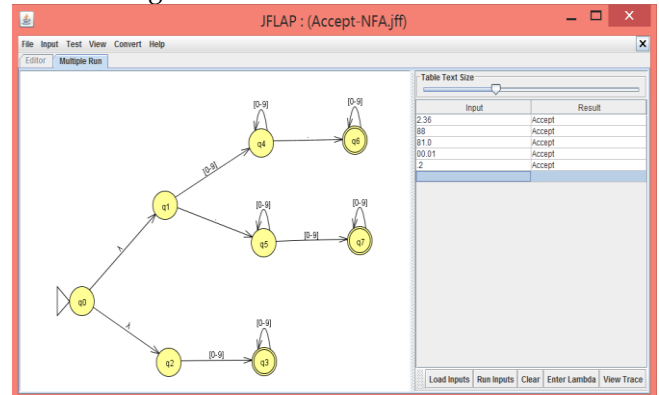 JFLAP : (Accept-NFA.jff)
File Input Test View Convert Help
Editor Multiple Run
Table Text Size
Input Result
2.36 Accept
88 Accept
81.0 Accept
00.01 Accept
.2 Accept
[0-9] [0-9]
q4 . q6
[0-9]
q1
[0-9] [0-9]
.
q5 [0-9] q7
λ
q0
λ
[0-9]
q2 [0-9] q3
Load Inputs Run Inputs Clear Enter Lambda View Trace